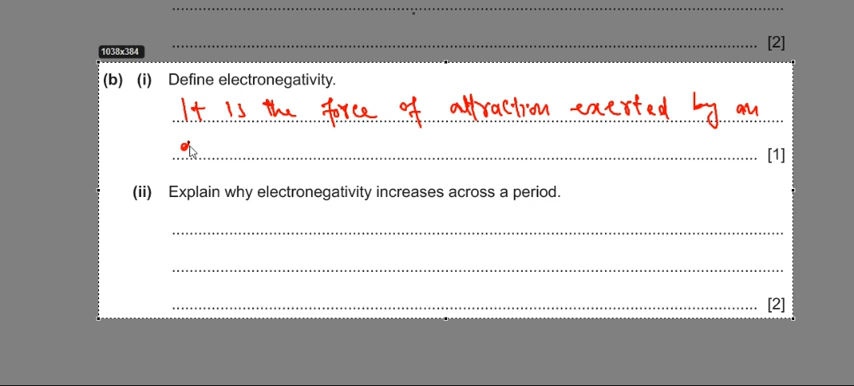 [2]
1038x384
(b) (i) Define electronegativity.
It is the force of attraction exerted by an
[1]
(ii) Explain why electronegativity increases across a period.
[2]